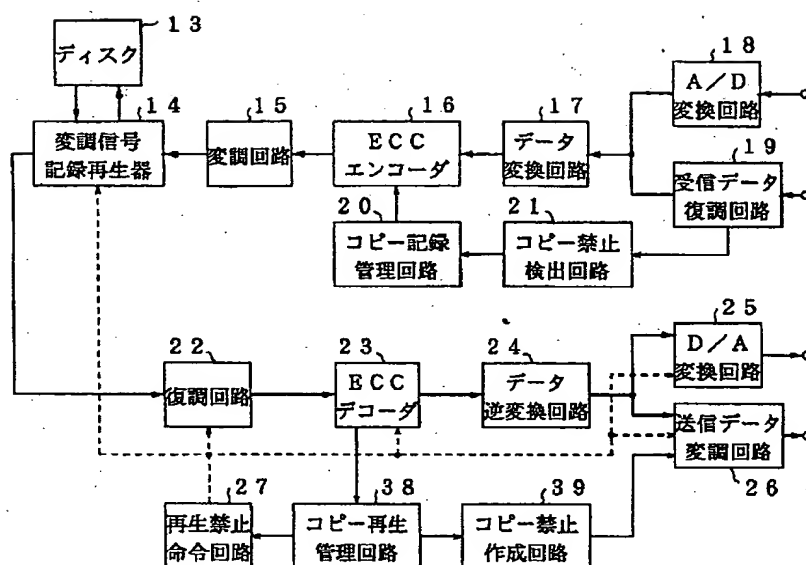 13
ディスク
14
変調信号
記録再生器
15
変調回路
16
ECC
エンコーダ
17
データ
変換回路
18
A/D
変換回路
19
受信データ
復調回路
20
コピー記録
管理回路
21
コピー禁止
検出回路
22
復調回路
23
ECC
デコーダ
24
データ
逆変換回路
25
D/A
変換回路
送信データ
変調回路
26
27
再生禁止
命令回路
38
コピー再生
管理回路
39
コピー禁止
作成回路